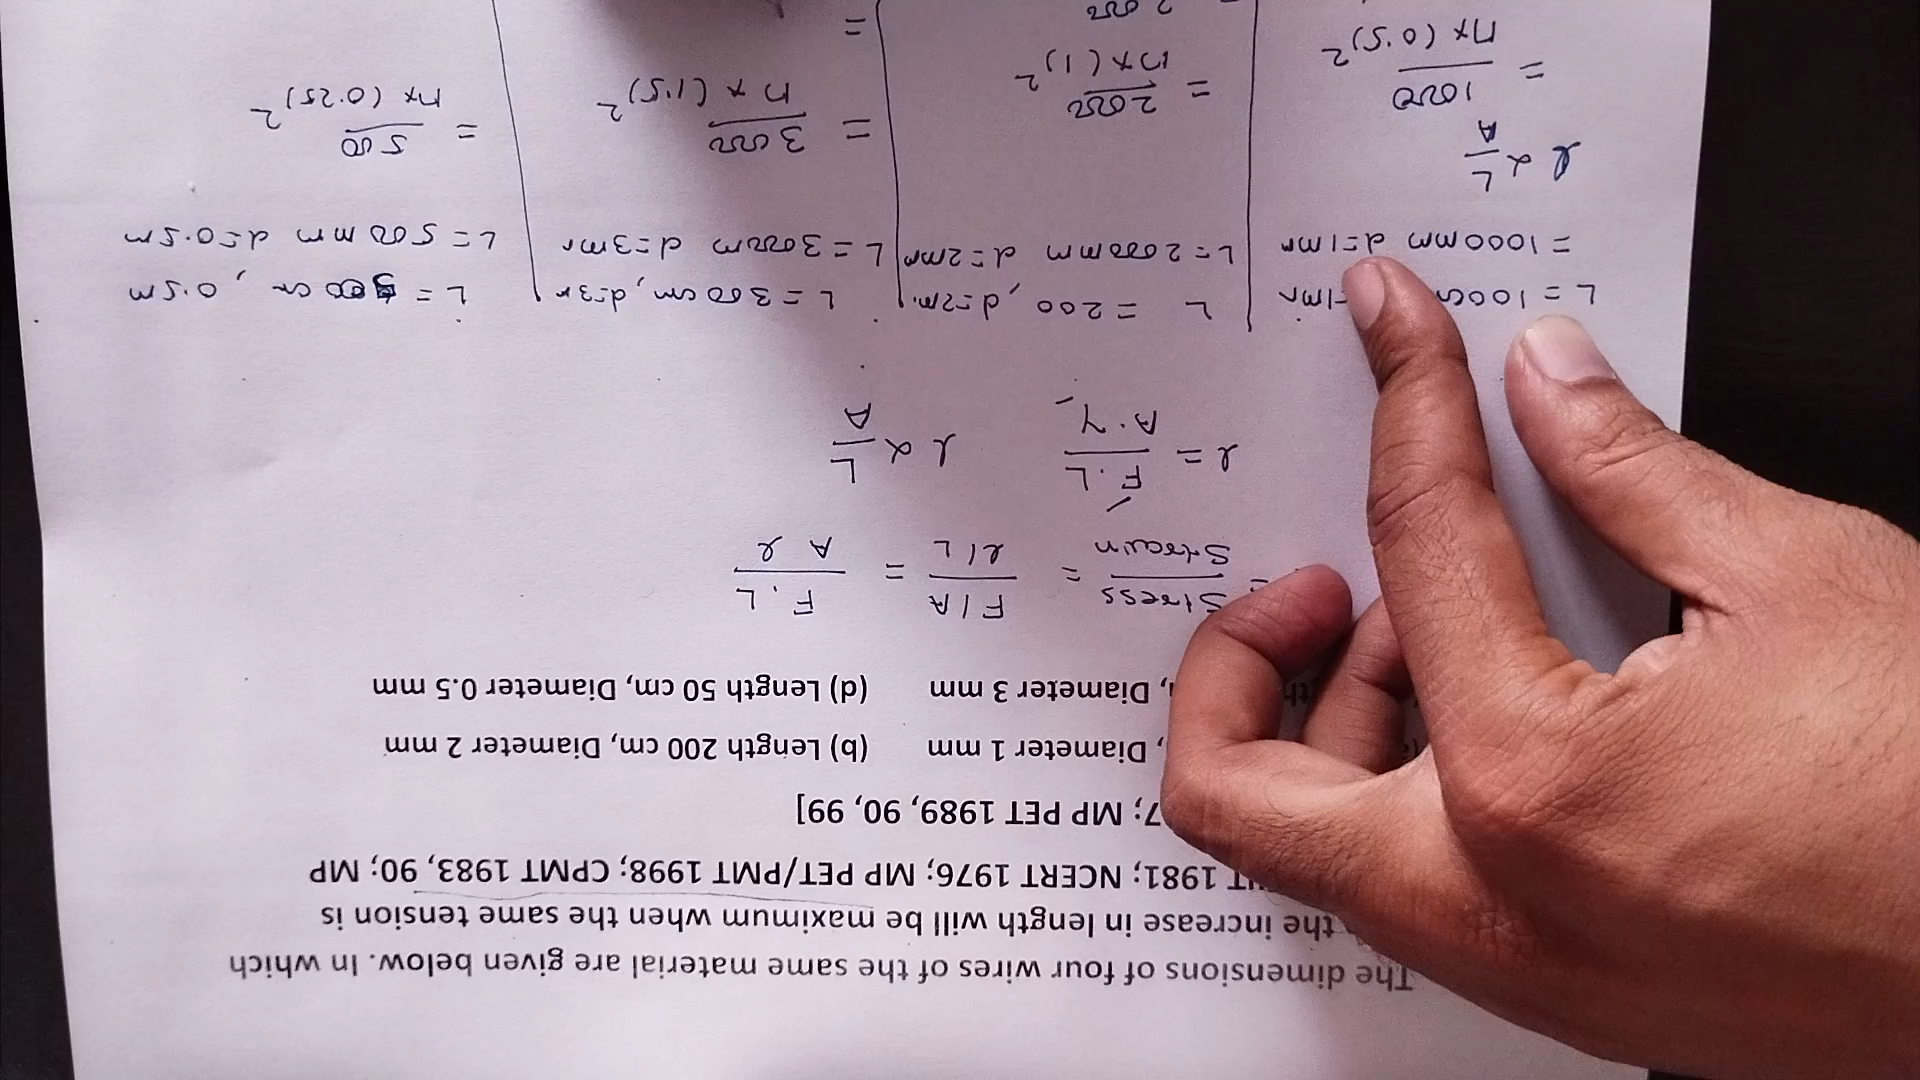 The dimensions of four wires of the same material are given below. In which
the increase in length will be maximum when the same tension is
1981; NCERT 1976; MP PET/PMT 1998; CPMT 1983, 90; MP
7; MP PET 1989, 90, 99]
, Diameter 1 mm (b) Length 200 cm, Diameter 2 mm
, Diameter 3 mm (d) Length 50 cm, Diameter 0.5 mm
= Stress / Strain = F/A / l/L = F.L / A l
l = F.L / A.Y l α L / A
L = 100 L = 200, d=2m L = 300 cm, d=3 L = 50 cm, 0.5m
= 1000mm d=1mm L=2000mm d=2mm L=3000m d=3m L=500mm d=0.5m
l α L / A
= 1000 / π×(0.5)² = 2000 / π×(1)² = 3000 / π×(1.5)² = 500 / π×(0.25)²
=